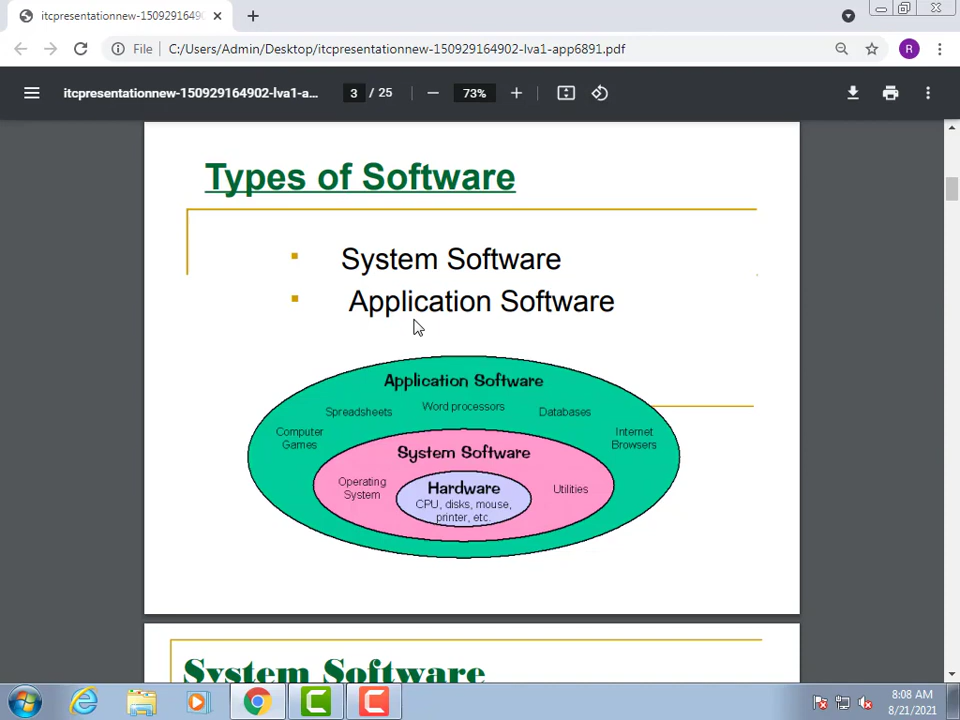 itcpresentationnew-150929164902
File
C:/Users/Admin/Desktop/itcpresentationnew-150929164902-lva1-app6891.pdf
R
itcpresentationnew-150929164902-lva1-a...
3 / 25
73%
Types of Software
System Software
Application Software
Application Software
Spreadsheets
Word processors
Databases
Computer
Games
Internet
Browsers
System Software
Operating
System
Utilities
Hardware
CPU, disks, mouse,
printer, etc.
System Software
8:08 AM
8/21/2021